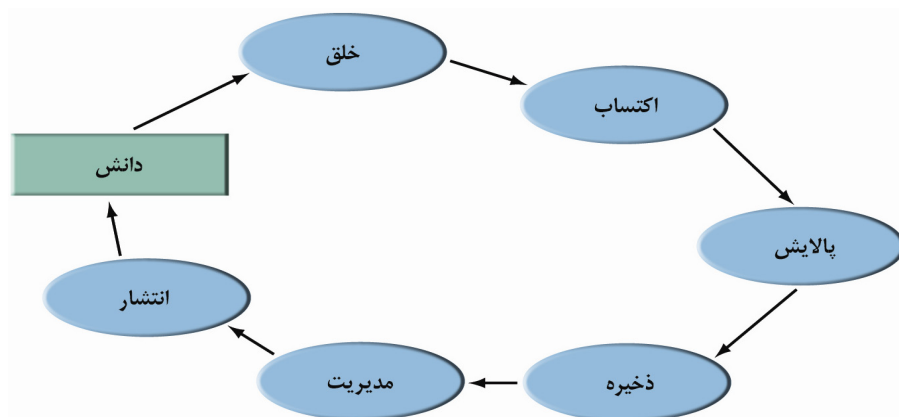 خلق
اکتساب
دانش
پالایش
انتشار
مدیریت
ذخیره